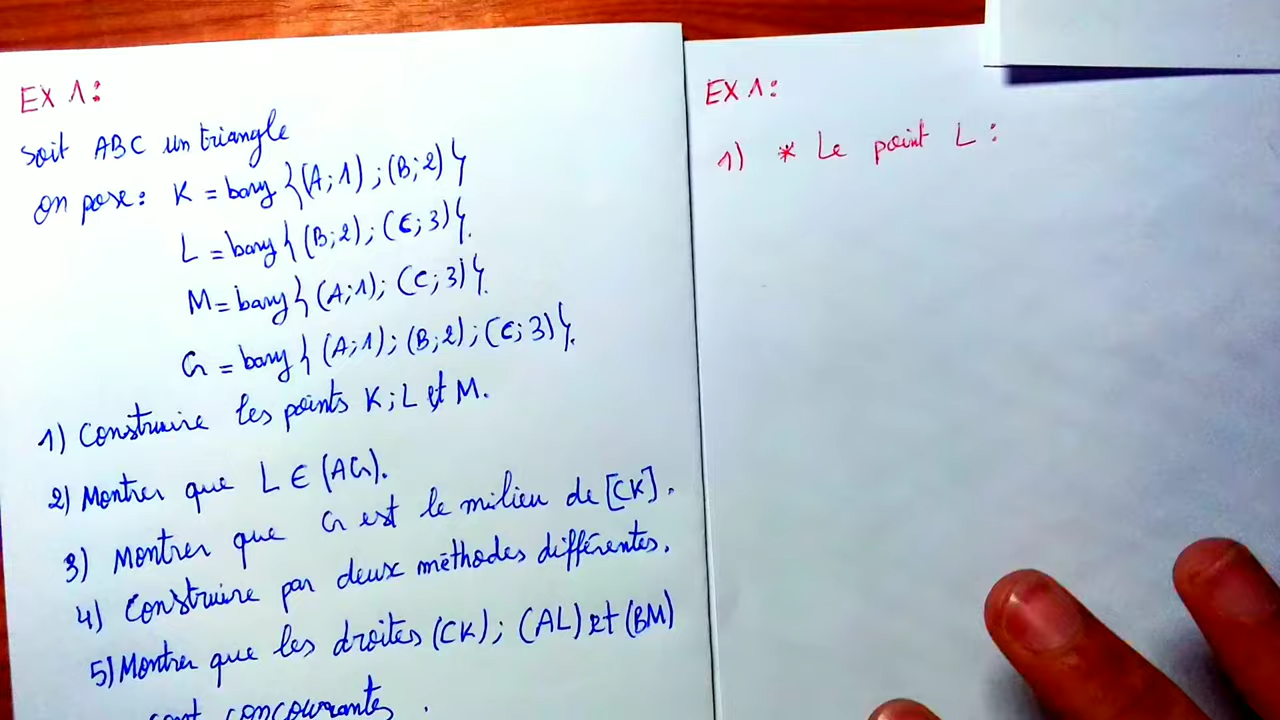 EX 1:
Soit ABC un triangle
On pose: K = bary {(A;1);(B;2)}
L = bary {(B;2);(C;3)}.
M = bary {(A;1);(C;3)}.
G = bary {(A;1);(B;2);(C;3)}.
1) Construire les points K;L et M.
2) Montrer que L ∈ (AG).
3) Montrer que G est le milieu de [CK].
4) Construire par deux méthodes différentes.
5) Montrer que les droites (CK); (AL) et (BM)
sont concourantes.
EX 1:
1) * Le point L: